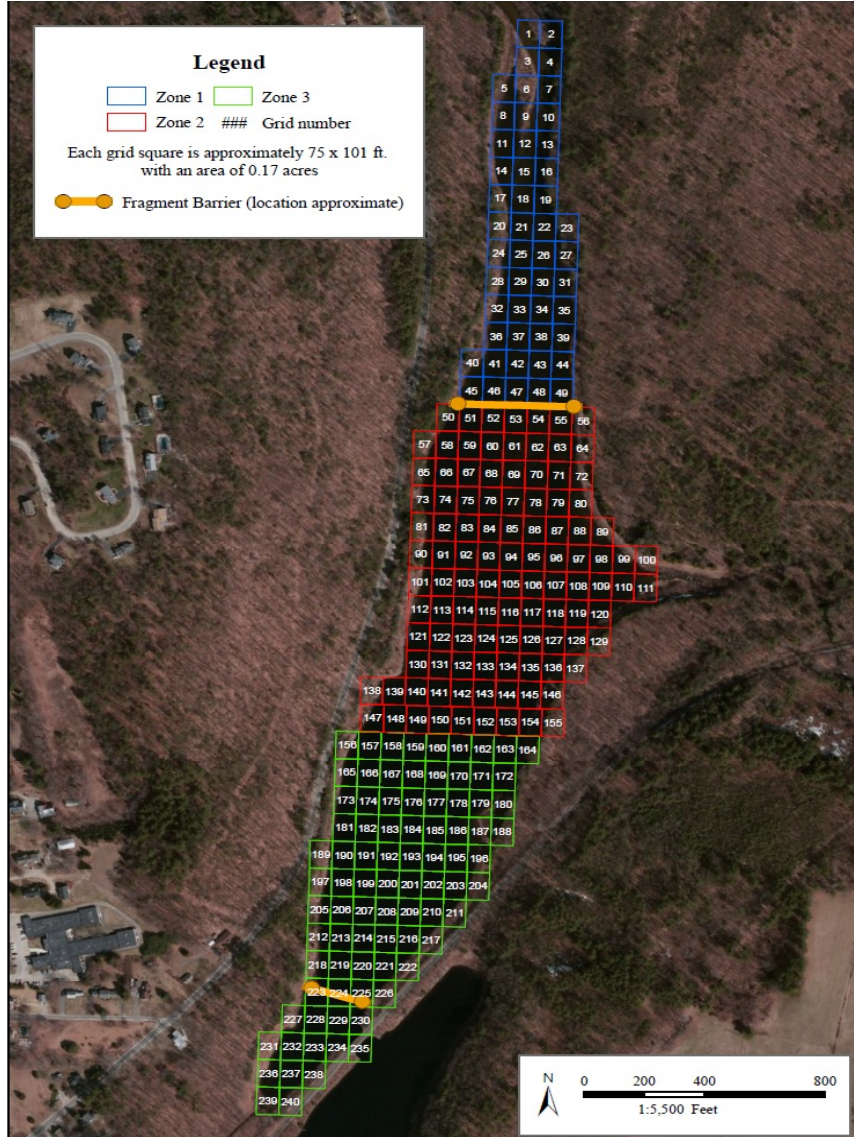 Legend
Zone 1 Zone 3
Zone 2 ### Grid number
Each grid square is approximately 75 x 101 ft.
with an area of 0.17 acres
Fragment Barrier (location approximate)
1 2
3 4
5 6 7
8 9 10
11 12 13
14 15 16
17 18 19
20 21 22 23
24 25 26 27
28 29 30 31
32 33 34 35
36 37 38 39
40 41 42 43 44
45 46 47 48 49
50 51 52 53 54 55 56
57 58 59 60 61 62 63 64
65 66 67 68 69 70 71 72
73 74 75 76 77 78 79 80
81 82 83 84 85 86 87 88 89
90 91 92 93 94 95 96 97 98 99 100
101 102 103 104 105 106 107 108 109 110 111
112 113 114 115 116 117 118 119 120
121 122 123 124 125 126 127 128 129
130 131 132 133 134 135 136 137
138 139 140 141 142 143 144 145 146
147 148 149 150 151 152 153 154 155
156 157 158 159 160 161 162 163 164
165 166 167 168 169 170 171 172
173 174 175 176 177 178 179 180
181 182 183 184 185 186 187 188
189 190 191 192 193 194 195 196
197 198 199 200 201 202 203 204
205 206 207 208 209 210 211
212 213 214 215 216 217
218 219 220 221 222
223 224 225 226
227 228 229 230
231 232 233 234 235
236 237 238
239 240
N
0 200 400 800
1:5,500 Feet